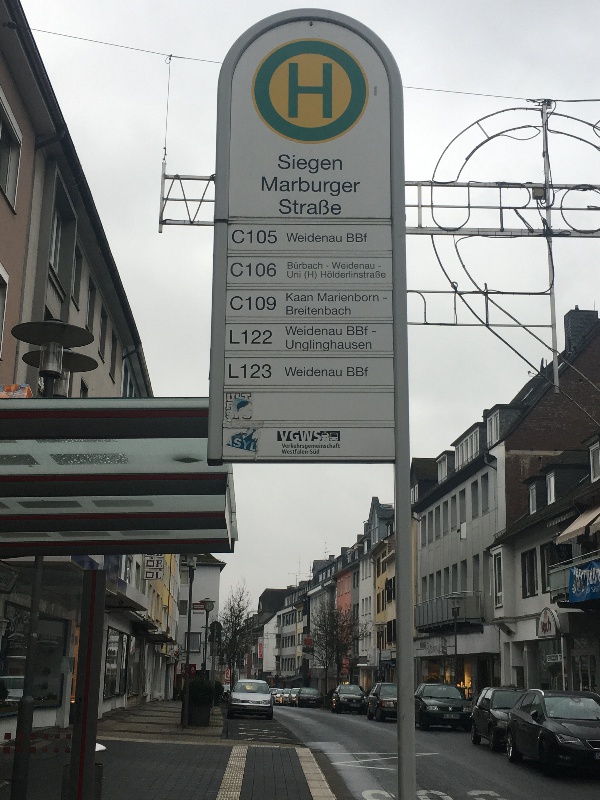 H
Siegen
Marburger
Straße
C105 Weidenau BBf
C106 Bürbach - Weidenau -
Uni (H) Hölderlinstraße
C109 Kaan Marienborn -
Breitenbach
L122 Weidenau BBf -
Unglinghausen
L123 Weidenau BBf
VGWS
Verkehrsgemeinschaft
Westfalen-Süd